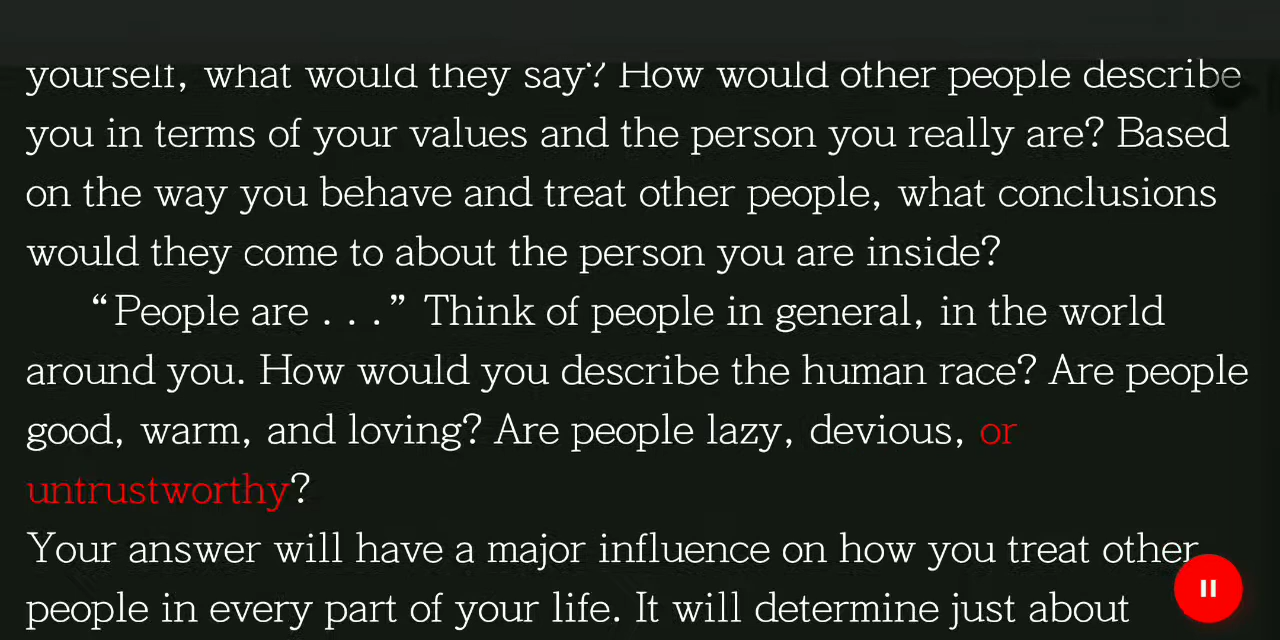 yourself, what would they say? How would other people describe
you in terms of your values and the person you really are? Based
on the way you behave and treat other people, what conclusions
would they come to about the person you are inside?
“People are . . .” Think of people in general, in the world
around you. How would you describe the human race? Are people
good, warm, and loving? Are people lazy, devious, or
untrustworthy?
Your answer will have a major influence on how you treat other
people in every part of your life. It will determine just about